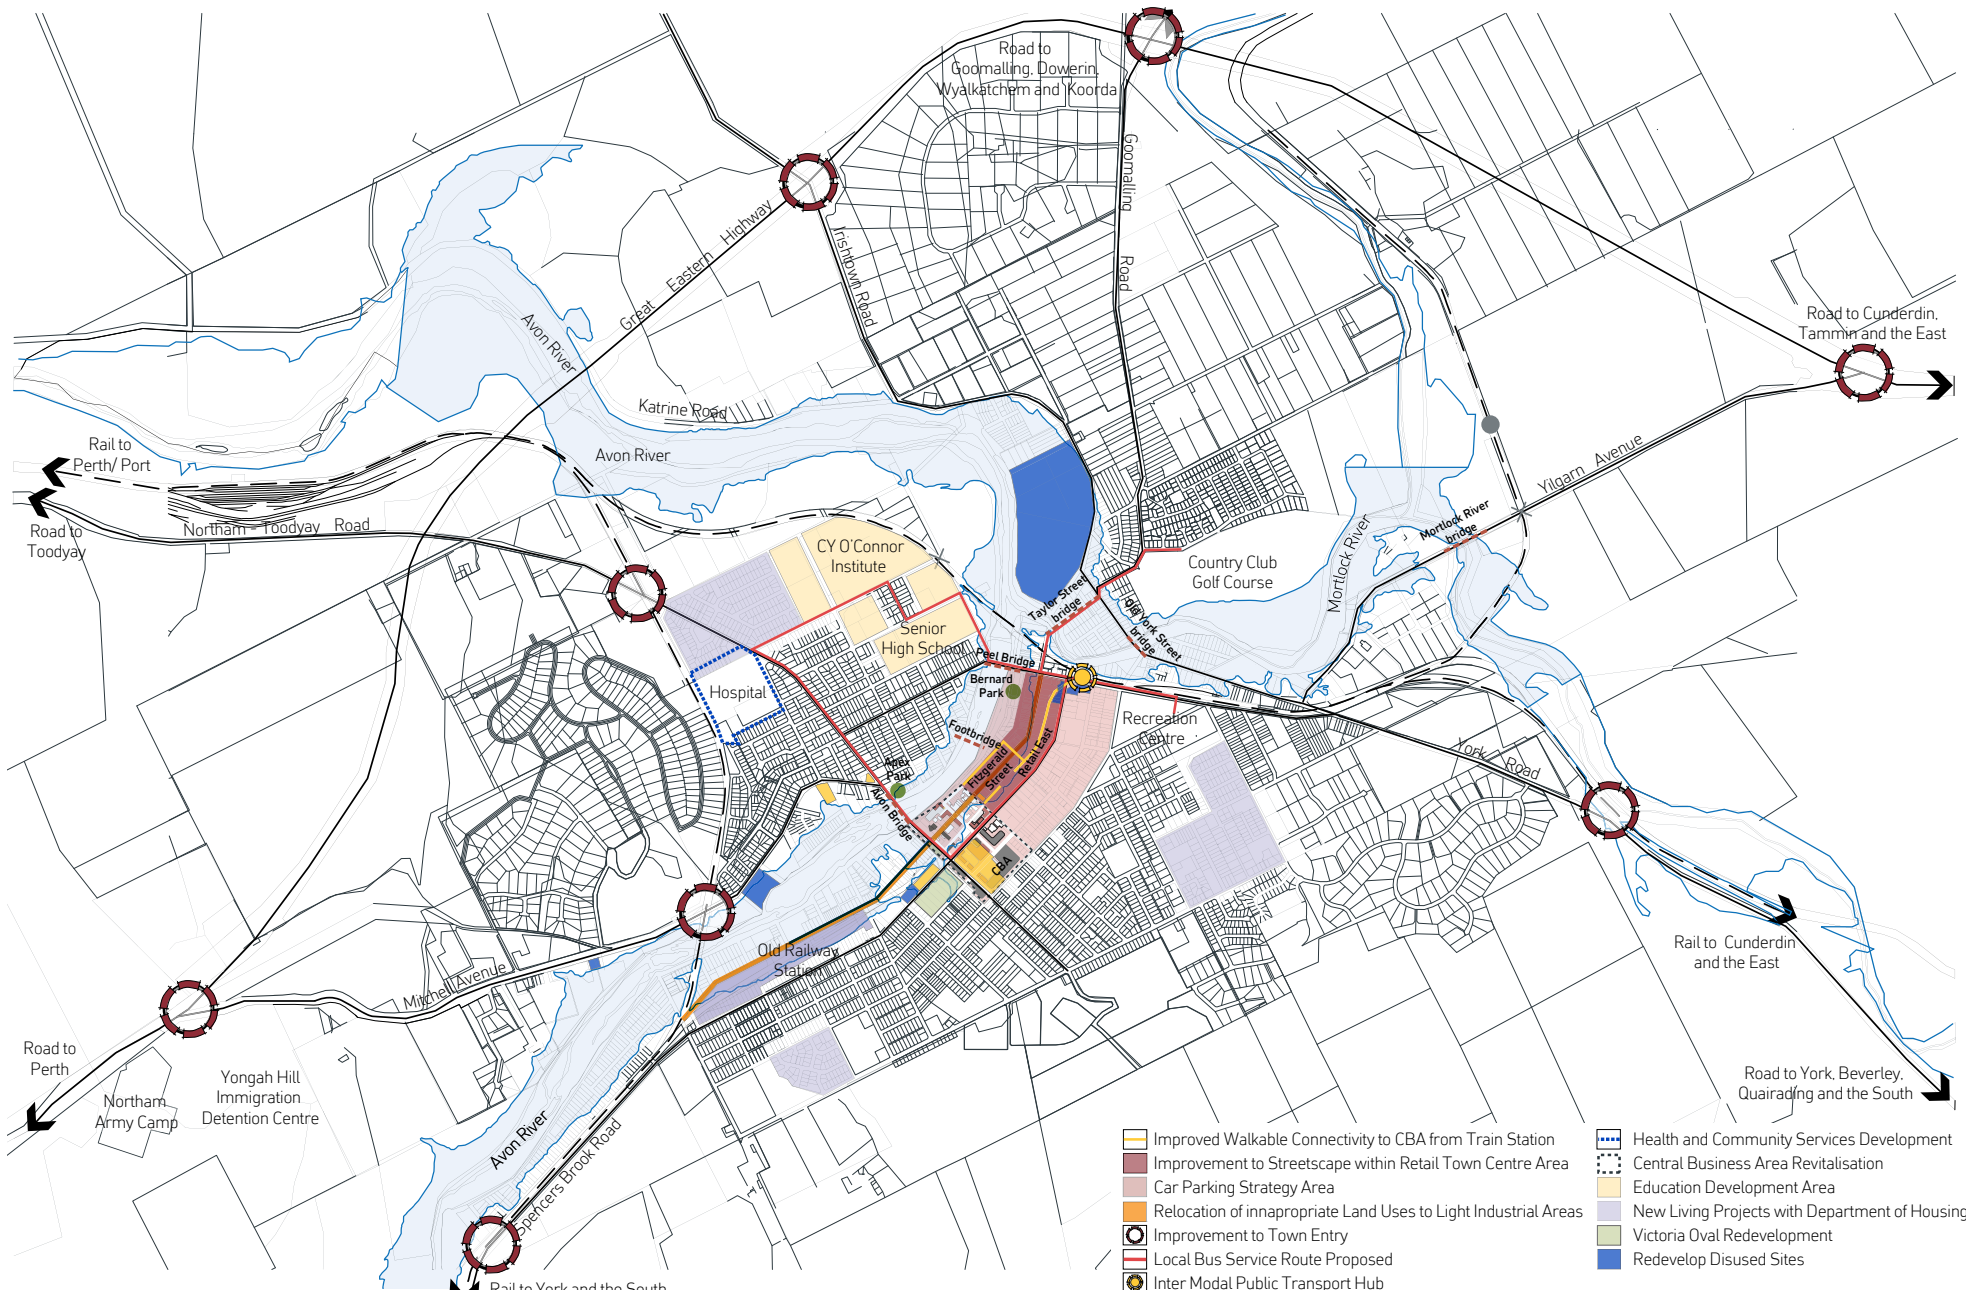 Road to
Goomalling, Dowerin,
Wyalkatchem and Koorda
Goomalling
Road
Great Eastern Highway
Irishtown Road
Avon River
Road to Cunderdin,
Tammin and the East
Katrine Road
Avon River
Rail to
Perth/ Port
Yilgarn Avenue
Northam - Toodyay Road
Road to
Toodyay
Mortlock River
bridge
Mortlock River
CY O'Connor
Institute
Country Club
Golf Course
Taylor Street
bridge
Old York Street
bridge
Senior
High School
Peel Bridge
Bernard
Park
Hospital
Recreation
Centre
Footbridge
Fitzgerald
Street
Retail East
York Road
Apex
Park
Avon Bridge
CBA
Old Railway
Station
Rail to Cunderdin
and the East
Mitchell Avenue
Road to
Perth
Northam
Army Camp
Yongah Hill
Immigration
Detention Centre
Road to York, Beverley,
Quairading and the South
Avon River
Spencers Brook Road
Rail to York and the South
Improved Walkable Connectivity to CBA from Train Station
Improvement to Streetscape within Retail Town Centre Area
Car Parking Strategy Area
Relocation of innapropriate Land Uses to Light Industrial Areas
Improvement to Town Entry
Local Bus Service Route Proposed
Inter Modal Public Transport Hub
Health and Community Services Development
Central Business Area Revitalisation
Education Development Area
New Living Projects with Department of Housing
Victoria Oval Redevelopment
Redevelop Disused Sites